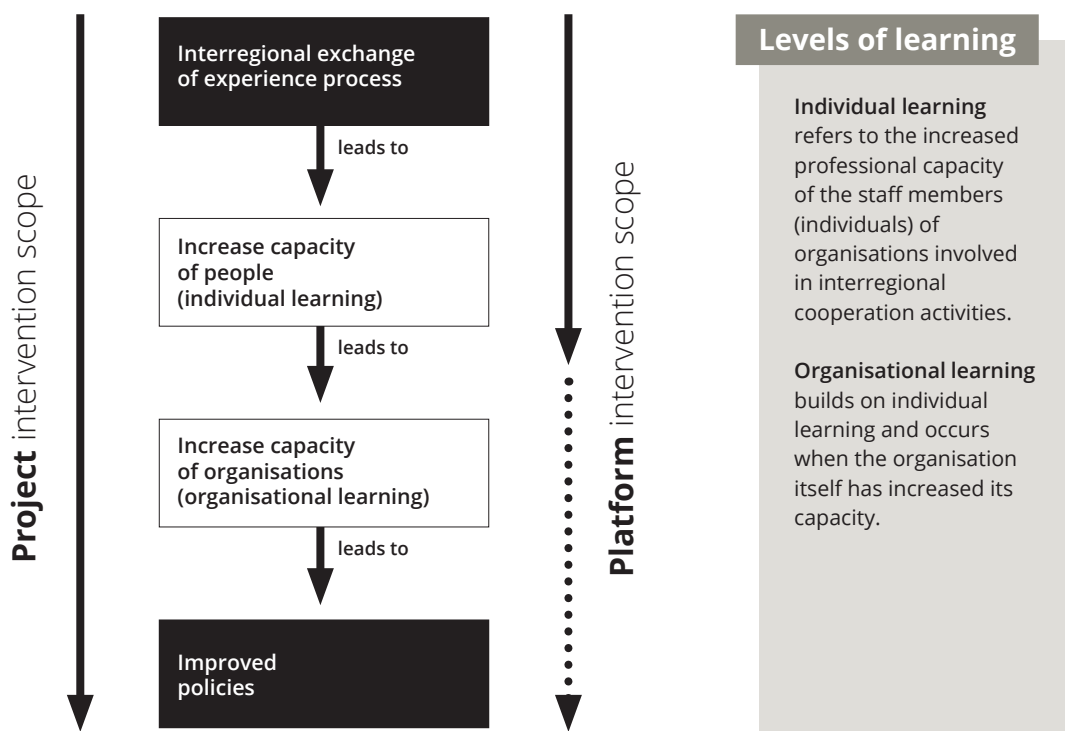 Project intervention scope
Interregional exchange
of experience process
leads to
Increase capacity
of people
(individual learning)
leads to
Increase capacity
of organisations
(organisational learning)
leads to
Improved
policies
Platform intervention scope
Levels of learning
Individual learning
refers to the increased
professional capacity
of the staff members
(individuals) of
organisations involved
in interregional
cooperation activities.
Organisational learning
builds on individual
learning and occurs
when the organisation
itself has increased its
capacity.